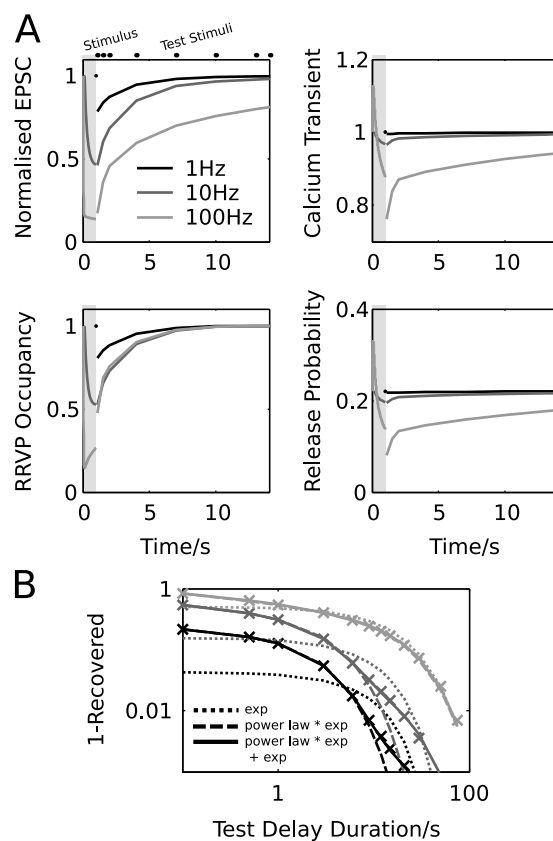 A
Stimulus
Test Stimuli
Normalised EPSC
1
0.5
0
0
5
10
1Hz
10Hz
100Hz
Calcium Transient
1.2
1
0.8
0
5
10
RRVP Occupancy
1
0.5
0
0
5
10
Time/s
Release Probability
0.4
0.2
0
0
5
10
Time/s
B
1-Recovered
1
0.01
exp
power law * exp
power law * exp
+ exp
1
100
Test Delay Duration/s